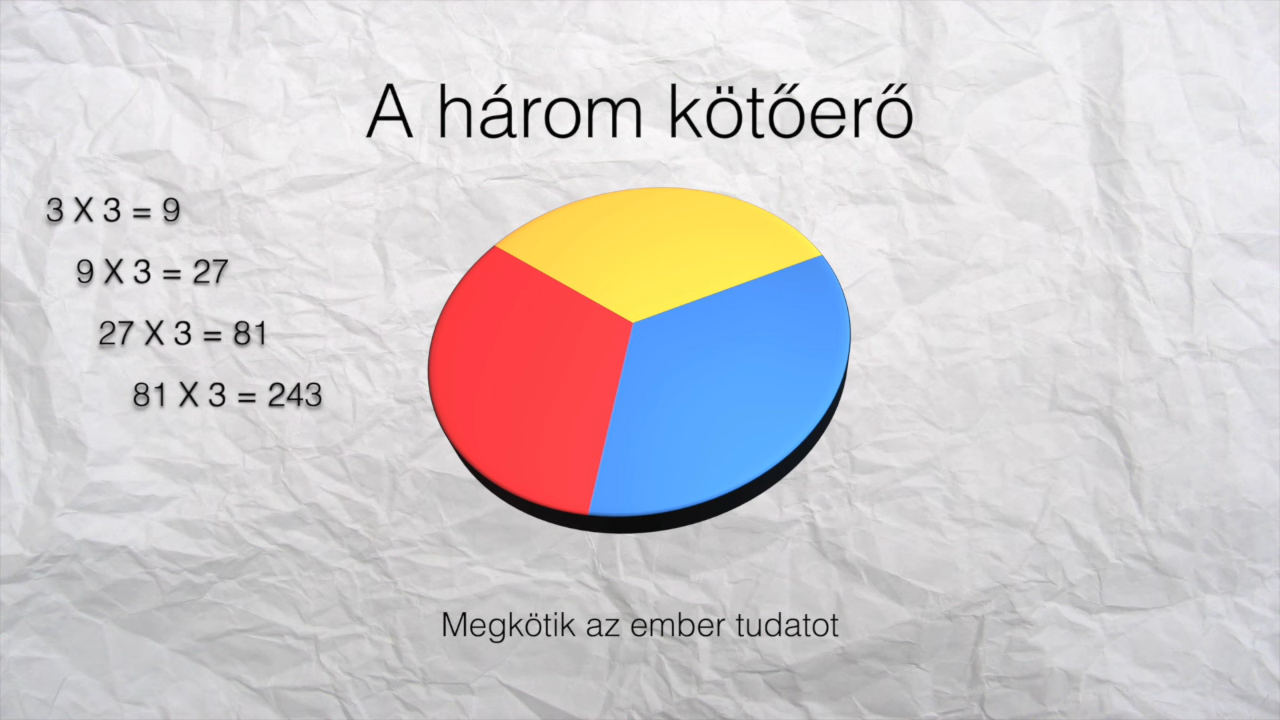 A három kötőerő
3 X 3 = 9
9 X 3 = 27
27 X 3 = 81
81 X 3 = 243
Megkötik az ember tudatot